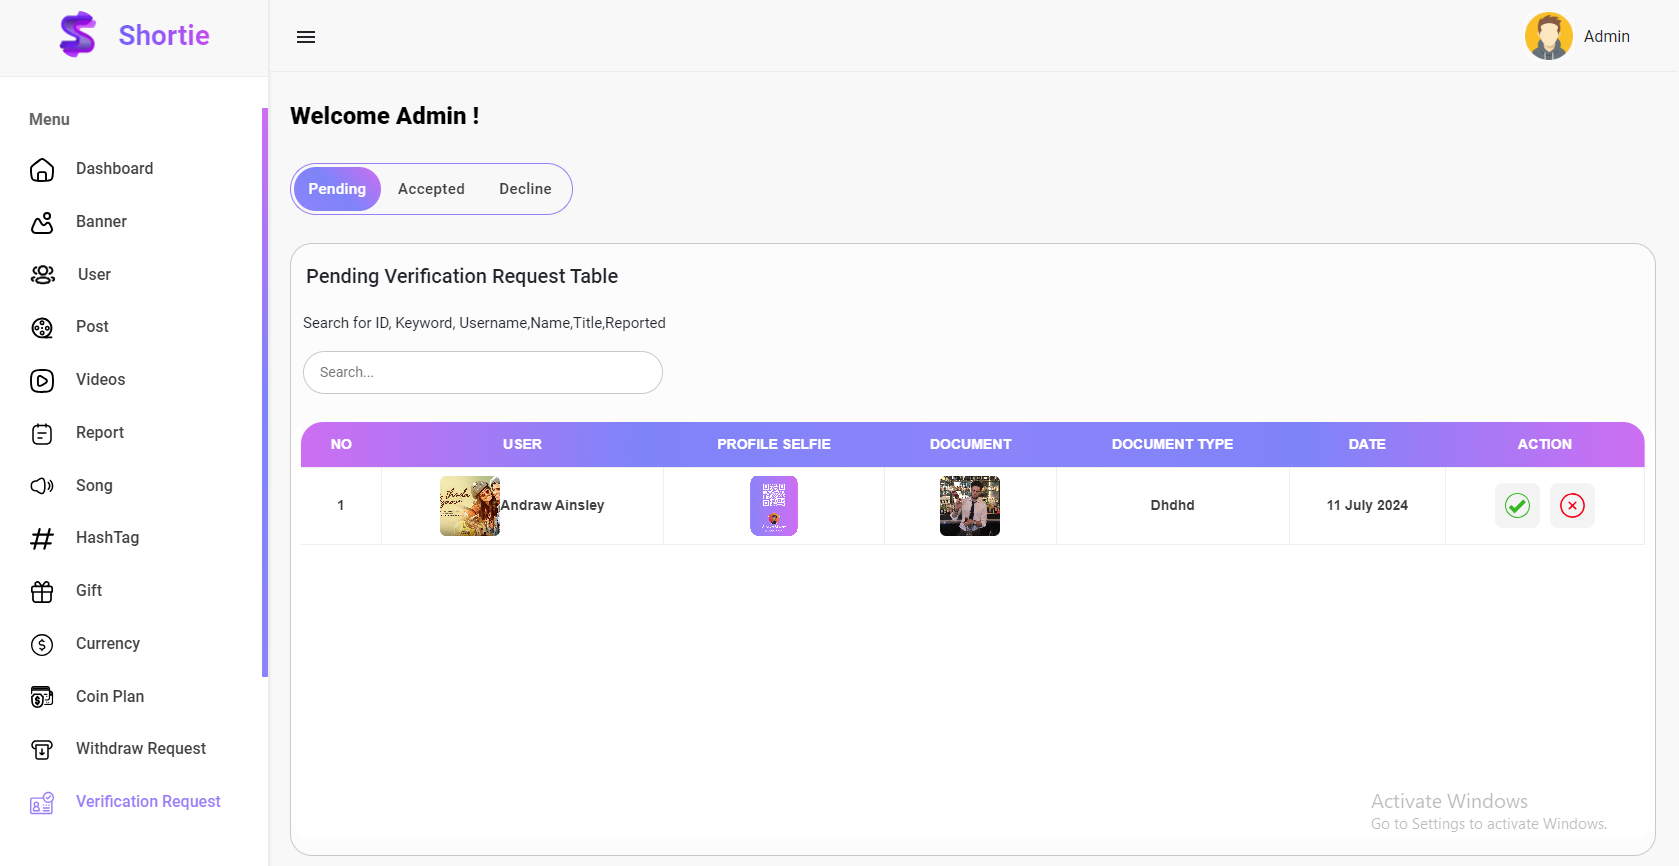 Shortie
Admin
Menu
Dashboard
Banner
User
Post
Videos
Report
Song
HashTag
Gift
Currency
Coin Plan
Withdraw Request
Verification Request
Welcome Admin !
Pending Accepted Decline
Pending Verification Request Table
Search for ID, Keyword, Username,Name,Title,Reported
Search...
NO USER PROFILE SELFIE DOCUMENT DOCUMENT TYPE DATE ACTION
1 Andraw Ainsley Dhdhd 11 July 2024
Activate Windows
Go to Settings to activate Windows.